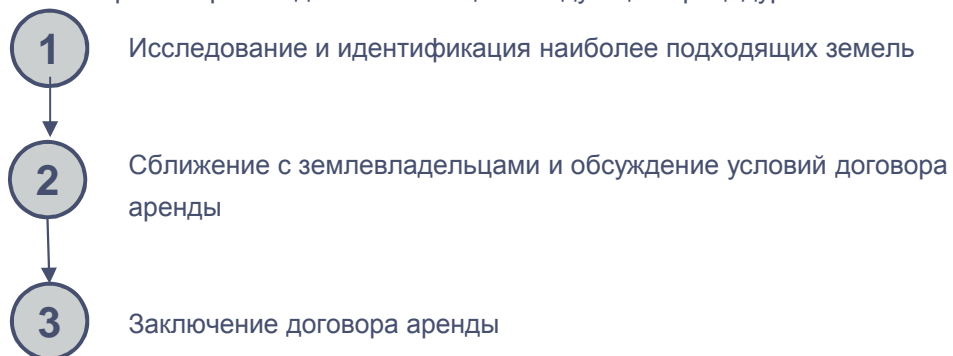 1
Исследование и идентификация наиболее подходящих земель
2
Сближение с землевладельцами и обсуждение условий договора
аренды
3
Заключение договора аренды